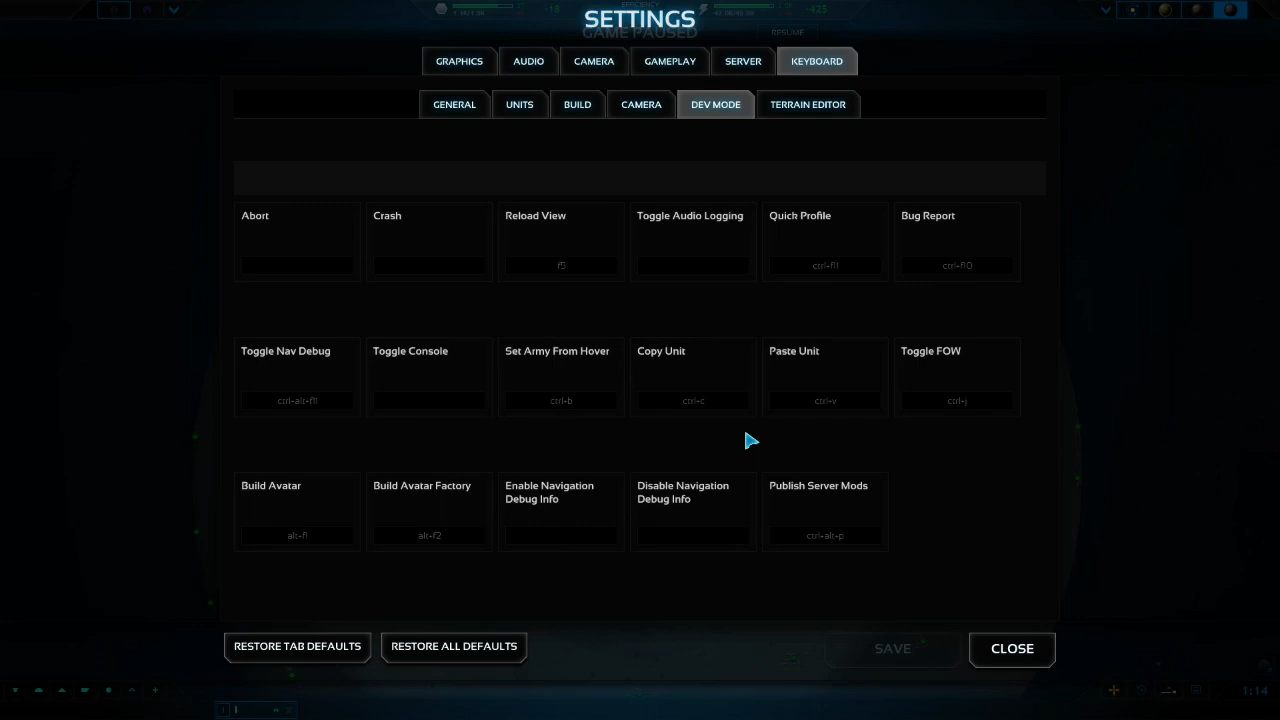 SETTINGS
GAME PAUSED
RESUME
GRAPHICS AUDIO CAMERA GAMEPLAY SERVER KEYBOARD
GENERAL UNITS BUILD CAMERA DEV MODE TERRAIN EDITOR
Abort Crash Reload View Toggle Audio Logging Quick Profile Bug Report
f5 ctrl+f11 ctrl+f10
Toggle Nav Debug Toggle Console Set Army From Hover Copy Unit Paste Unit Toggle FOW
ctrl+alt+f11 ctrl+b ctrl+c ctrl+v ctrl+j
Build Avatar Build Avatar Factory Enable Navigation Disable Navigation Publish Server Mods
Debug Info Debug Info
alt+f1 alt+f2 ctrl+alt+p
RESTORE TAB DEFAULTS RESTORE ALL DEFAULTS SAVE CLOSE
1:14